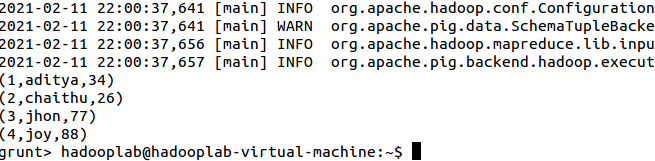 2021-02-11 22:00:37,641 [main] INFO  org.apache.hadoop.conf.Configuration
2021-02-11 22:00:37,641 [main] WARN  org.apache.pig.data.SchemaTupleBacke
2021-02-11 22:00:37,656 [main] INFO  org.apache.hadoop.mapreduce.lib.inpu
2021-02-11 22:00:37,657 [main] INFO  org.apache.pig.backend.hadoop.execut
(1,aditya,34)
(2,chaithu,26)
(3,jhon,77)
(4,joy,88)
grunt> hadooplab@hadooplab-virtual-machine:~$